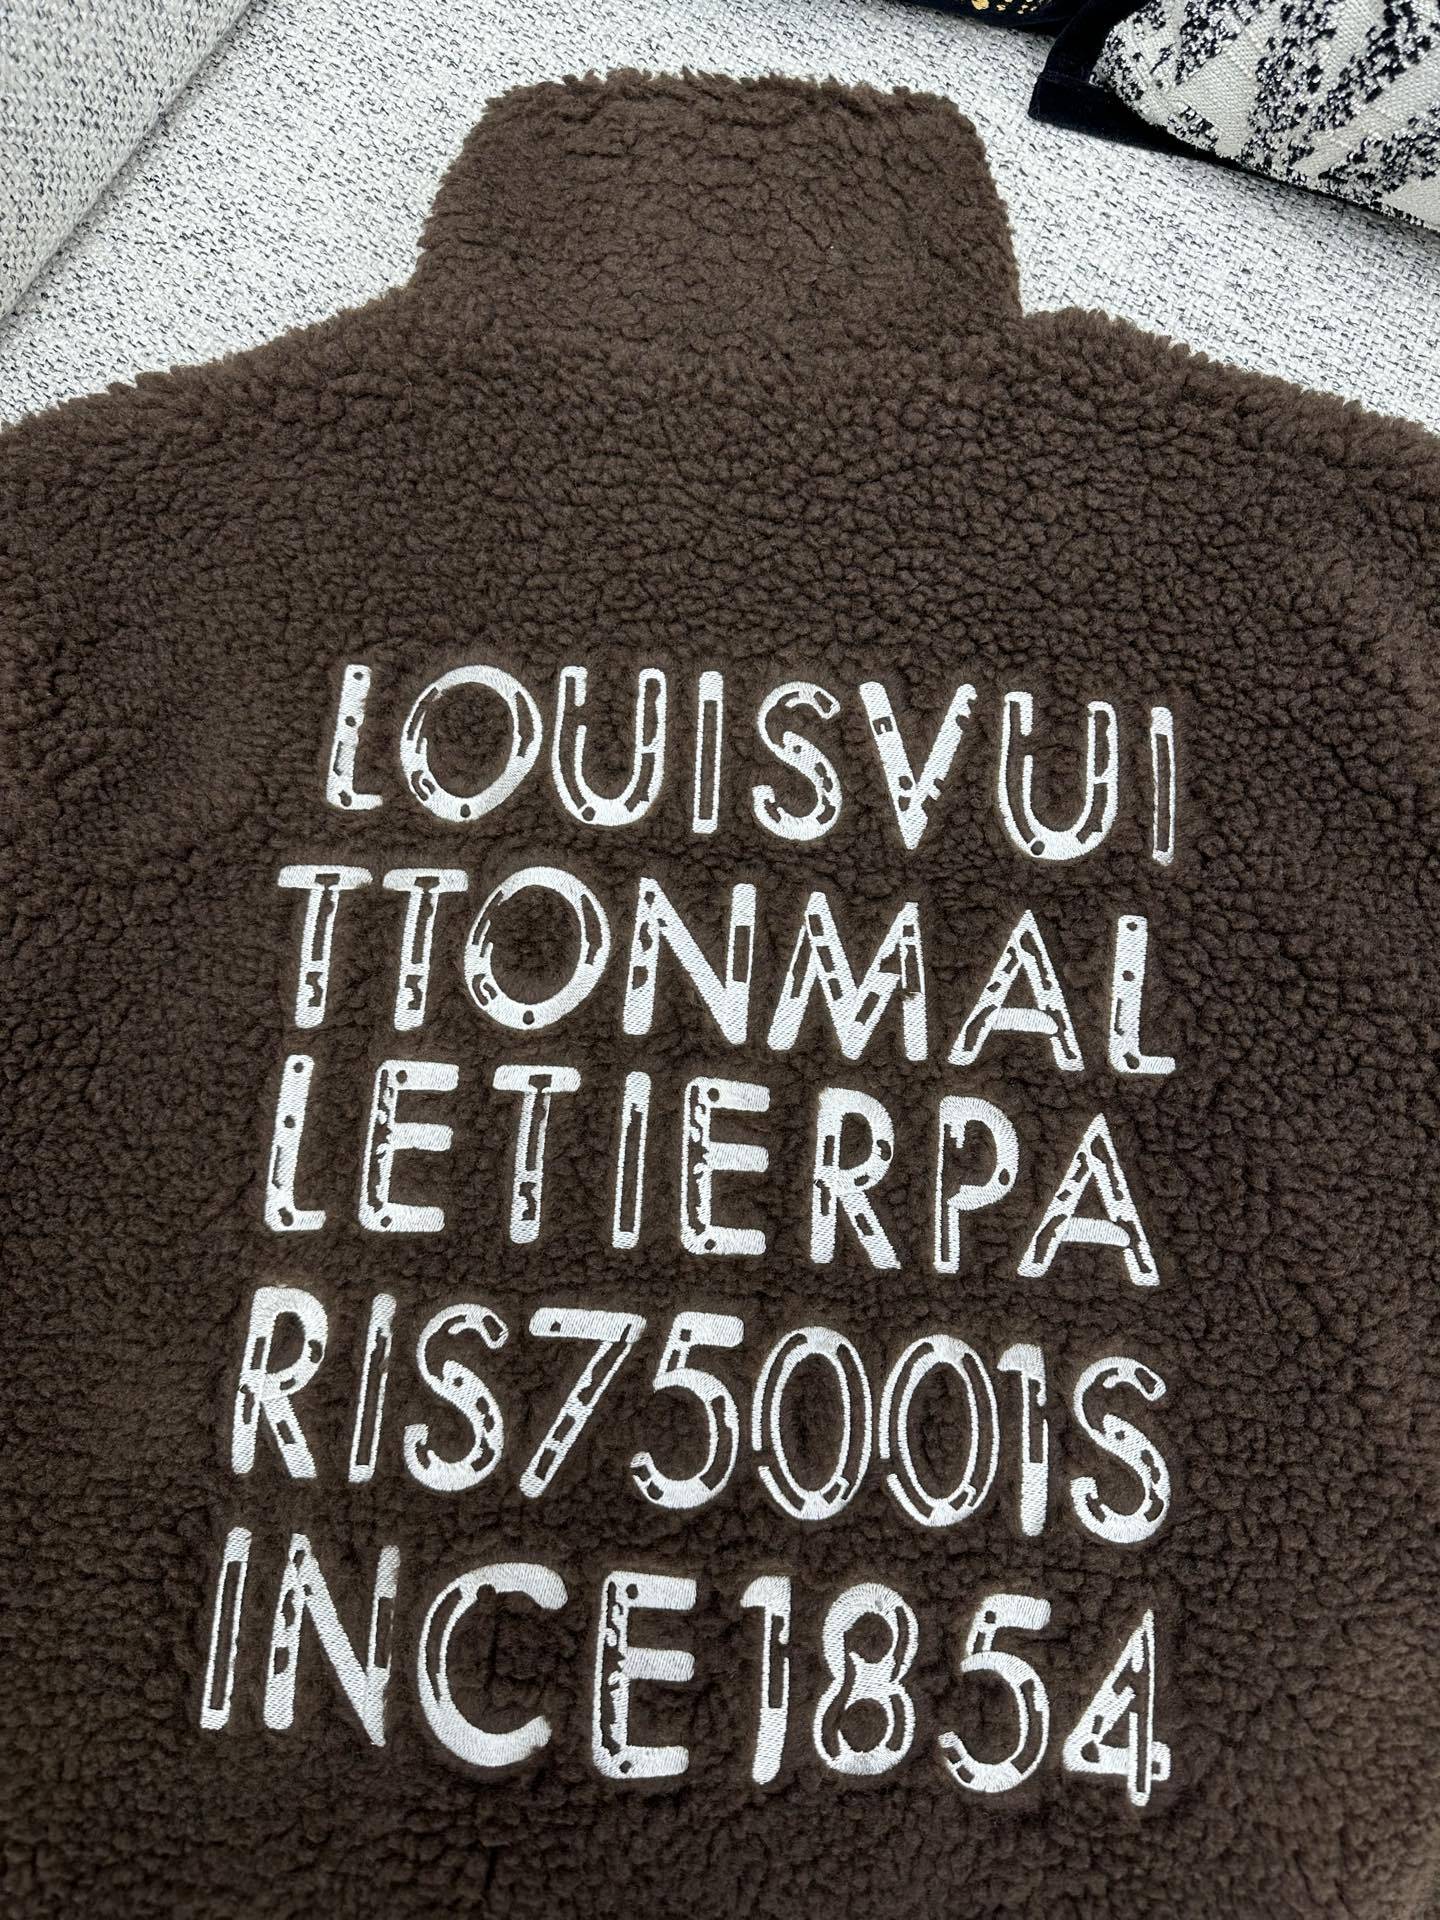 LOUISVUI
TTONMAL
LETIERPA
RIS75001S
INCE1854